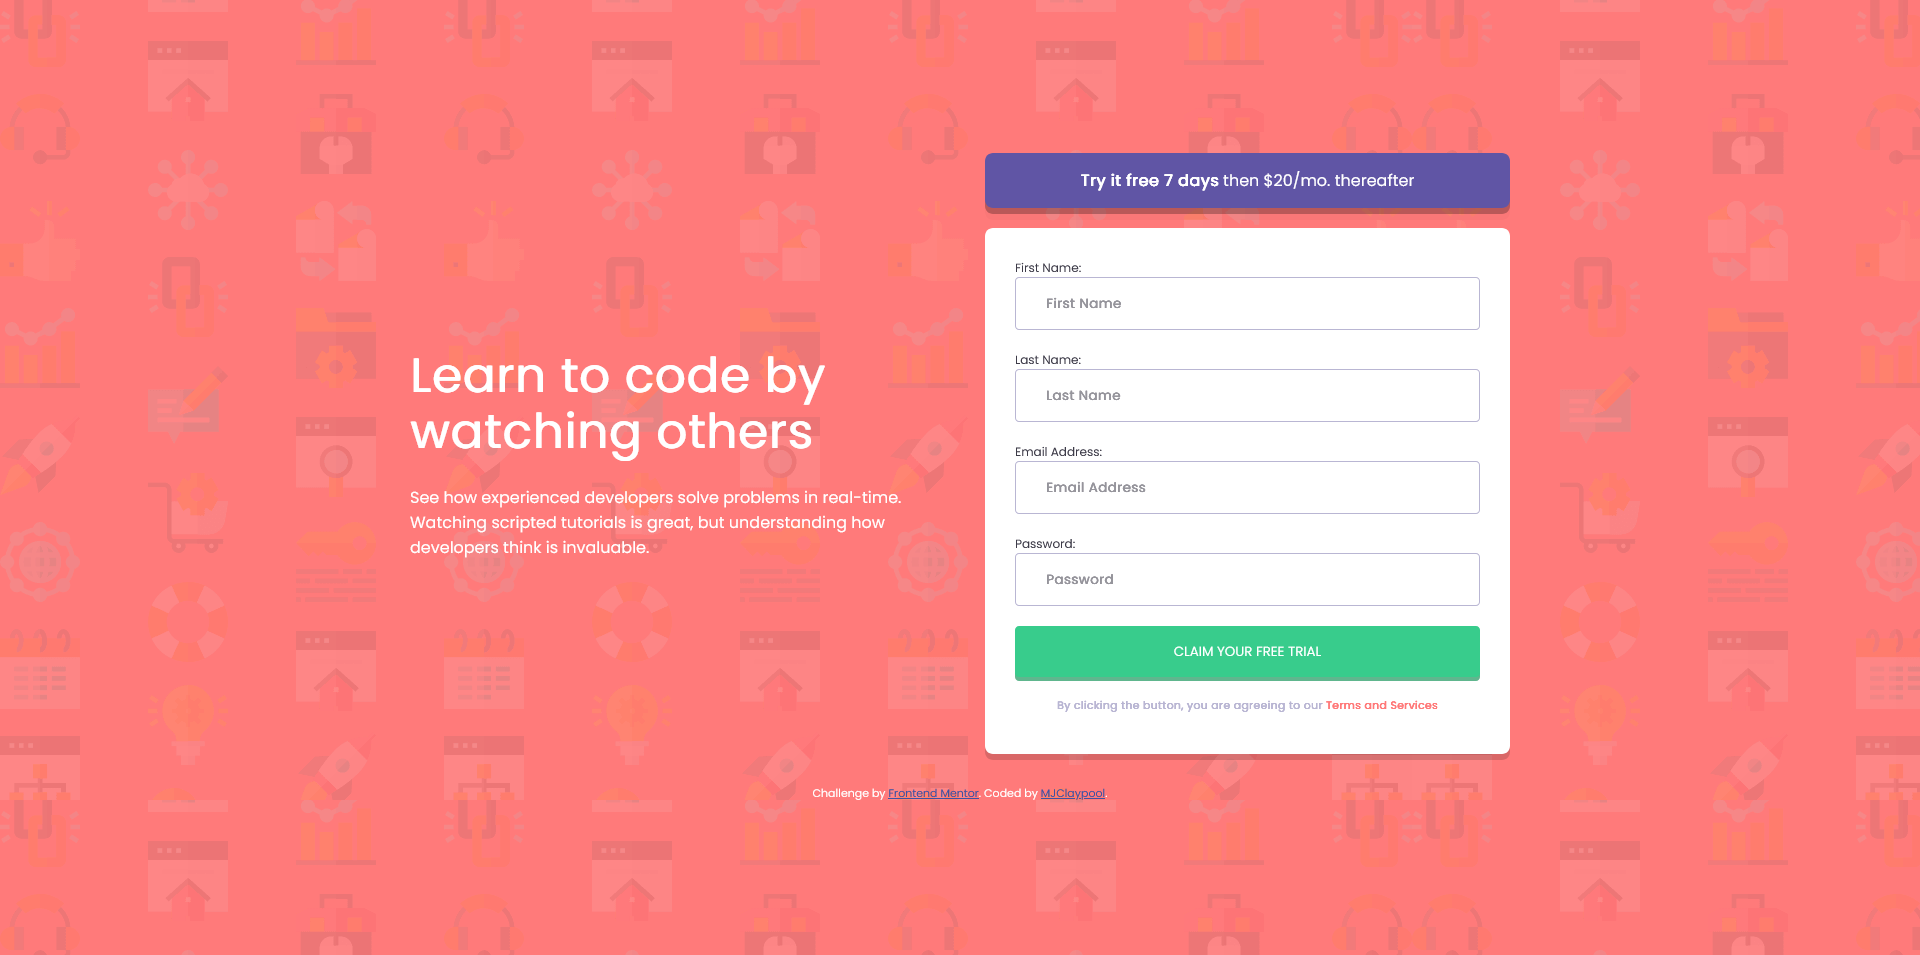 Learn to code by
watching others
See how experienced developers solve problems in real-time.
Watching scripted tutorials is great, but understanding how
developers think is invaluable.
Try it free 7 days then $20/mo. thereafter
First Name:
First Name
Last Name:
Last Name
Email Address:
Email Address
Password:
Password
CLAIM YOUR FREE TRIAL
By clicking the button, you are agreeing to our Terms and Services
Challenge by Frontend Mentor. Coded by MJClaypool.